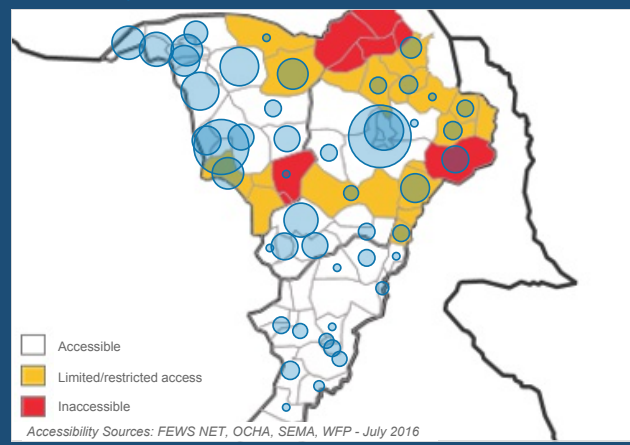 Accessible
Limited/restricted access
Inaccessible
Accessibility Sources: FEWS NET, OCHA, SEMA, WFP - July 2016